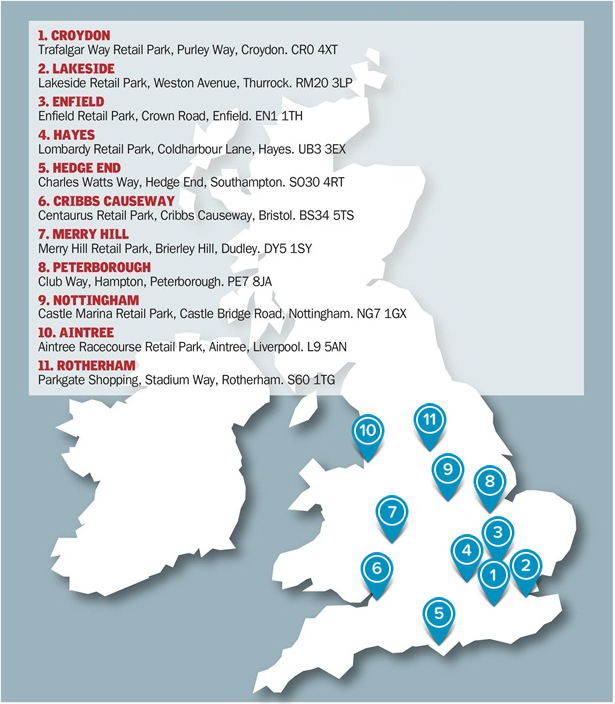 1. CROYDON
Trafalgar Way Retail Park, Purley Way, Croydon. CR0 4XT
2. LAKESIDE
Lakeside Retail Park, Weston Avenue, Thurrock. RM20 3LP
3. ENFIELD
Enfield Retail Park, Crown Road, Enfield. EN1 1TH
4. HAYES
Lombardy Retail Park, Coldharbour Lane, Hayes. UB3 3EX
5. HEDGE END
Charles Watts Way, Hedge End, Southampton. SO30 4RT
6. CRIBBS CAUSEWAY
Centaurus Retail Park, Cribbs Causeway, Bristol. BS34 5TS
7. MERRY HILL
Merry Hill Retail Park, Brierley Hill, Dudley. DY5 1SY
8. PETERBOROUGH
Club Way, Hampton, Peterborough. PE7 8JA
9. NOTTINGHAM
Castle Marina Retail Park, Castle Bridge Road, Nottingham. NG7 1GX
10. AINTREE
Aintree Racecourse Retail Park, Aintree, Liverpool. L9 5AN
11. ROTHERHAM
Parkgate Shopping, Stadium Way, Rotherham. S60 1TG
11
10
9
8
7
3
4
2
6
1
5